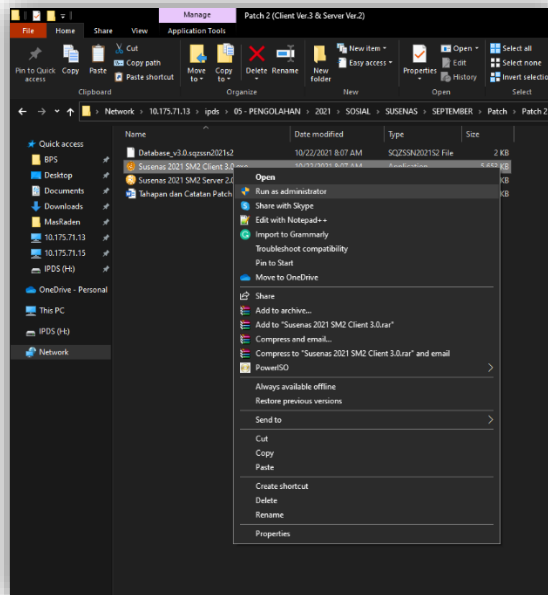 Manage
Patch 2 (Client Ver.3 & Server Ver.2)
File
Home
Share
View
Application Tools
Pin to Quick access
Copy
Paste
Cut
Copy path
Paste shortcut
Clipboard
Move to
Copy to
Delete
Rename
Organize
New folder
New item
Easy access
New
Properties
Open
Edit
History
Open
Select all
Select none
Invert selectio
Select
Network > 10.175.71.13 > ipds > 05 - PENGOLAHAN > 2021 > SOSIAL > SUSENAS > SEPTEMBER > Patch > Patch 2
Name
Date modified
Type
Size
Quick access
BPS
Desktop
Documents
Downloads
MasRaden
10.175.71.13
10.175.71.15
IPDS (H:)
OneDrive - Personal
This PC
IPDS (H:)
Network
Database_v3.0.sqzssn2021s2
10/22/2021 8:07 AM
SQZSSN2021S2 File
2 KB
Susenas 2021 SM2 Client 3.0.exe
10/22/2021 8:07 AM
Application
5.653 KB
Susenas 2021 SM2 Server 2.0
KB
Tahapan dan Catatan Patch
KB
Open
Run as administrator
Share with Skype
Edit with Notepad++
Import to Grammarly
Troubleshoot compatibility
Pin to Start
Move to OneDrive
Share
Add to archive...
Add to "Susenas 2021 SM2 Client 3.0.rar"
Compress and email...
Compress to "Susenas 2021 SM2 Client 3.0.rar" and email
PowerISO
Always available offline
Restore previous versions
Send to
Cut
Copy
Paste
Create shortcut
Delete
Rename
Properties